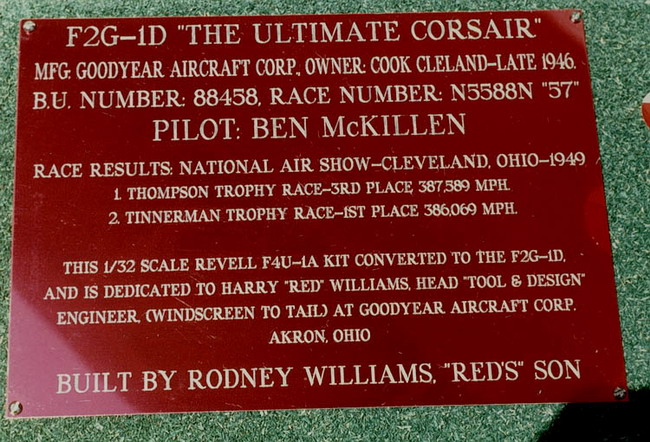 F2G-1D "THE ULTIMATE CORSAIR"
MFG: GOODYEAR AIRCRAFT CORP., OWNER: COOK CLELAND-LATE 1946.
B.U. NUMBER: 88458, RACE NUMBER: N5588N "57"
PILOT: BEN McKILLEN
RACE RESULTS: NATIONAL AIR SHOW-CLEVELAND, OHIO-1949
1. THOMPSON TROPHY RACE-3RD PLACE, 387,589 MPH.
2. TINNERMAN TROPHY RACE-1ST PLACE 386,069 MPH.
THIS 1/32 SCALE REVELL F4U-1A KIT CONVERTED TO THE F2G-1D,
AND IS DEDICATED TO HARRY "RED" WILLIAMS, HEAD "TOOL & DESIGN"
ENGINEER, (WINDSCREEN TO TAIL) AT GOODYEAR AIRCRAFT CORP.
AKRON, OHIO
BUILT BY RODNEY WILLIAMS, "RED'S" SON